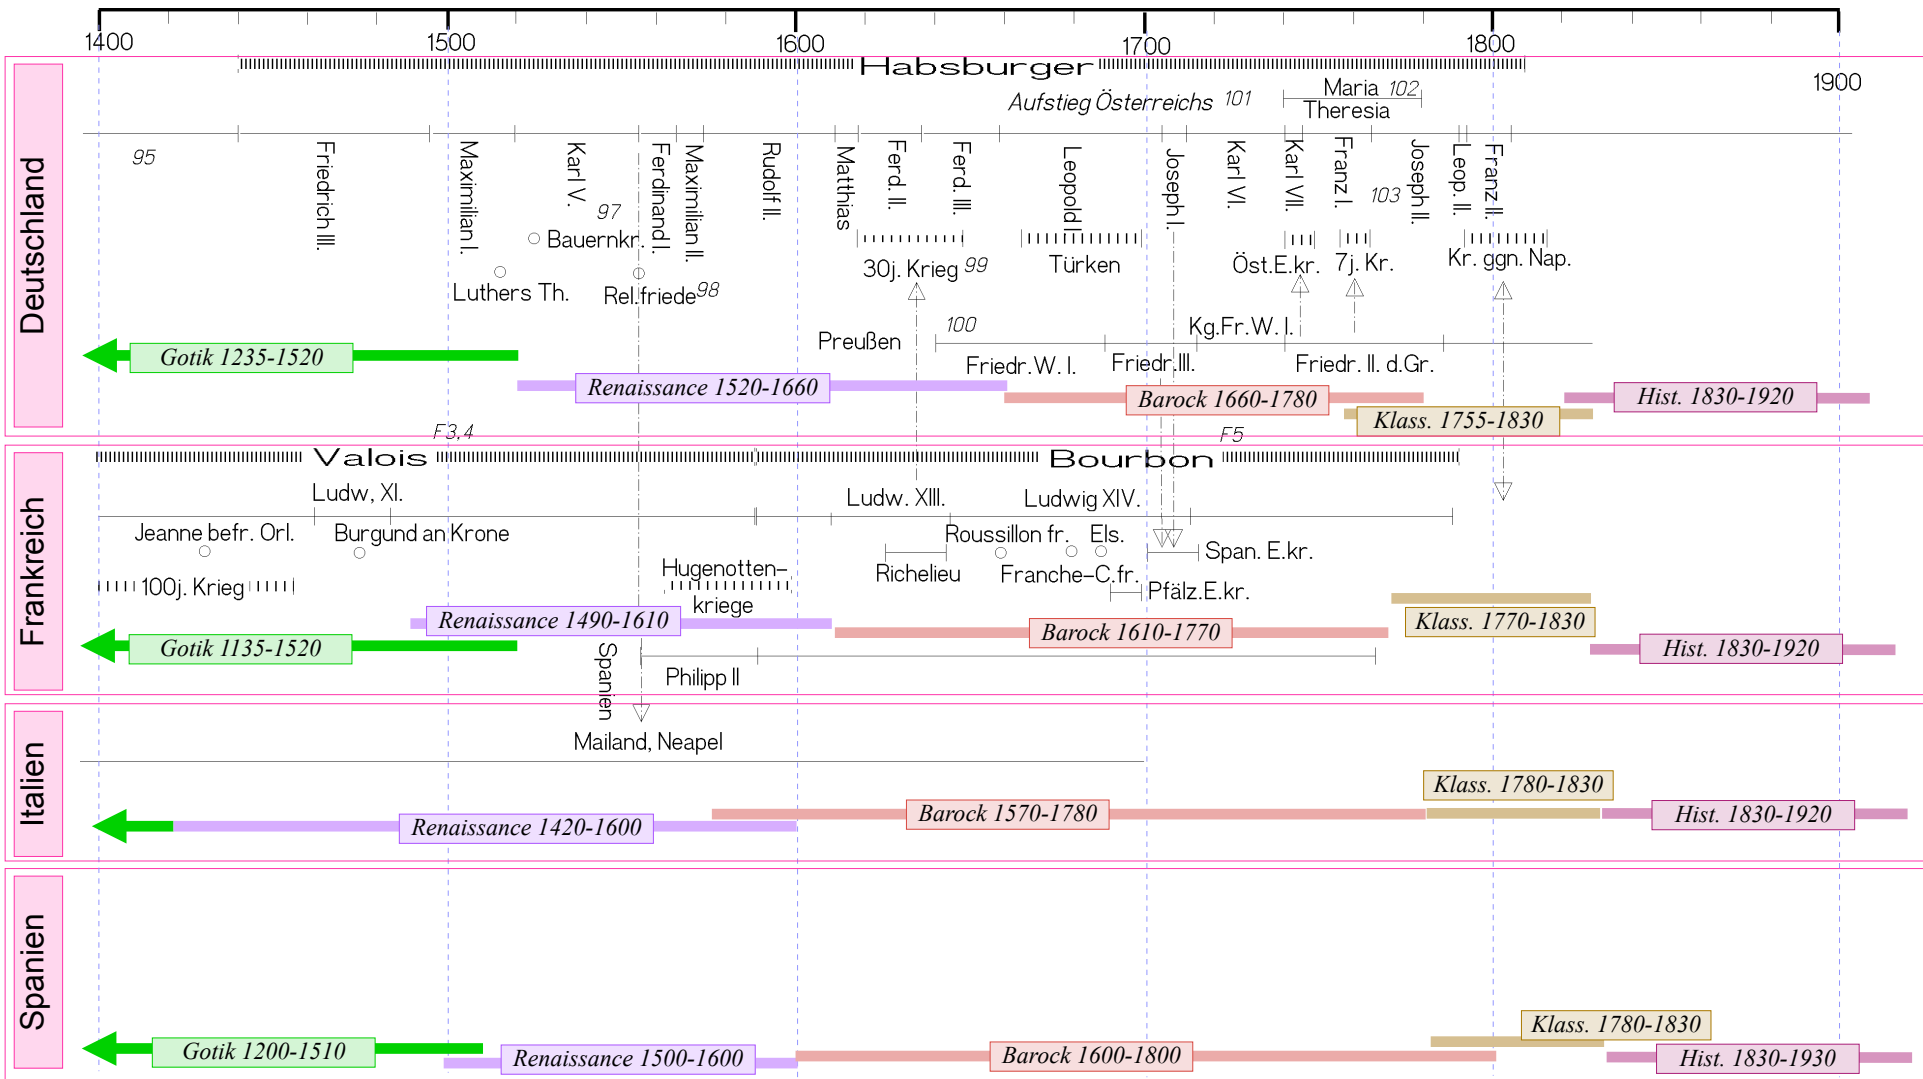 1400 1500 1600 1700 1800
1900
Deutschland
Habsburger
Aufstieg Österreichs 101
Maria 102
Theresia
95
Friedrich III.
Maximilian I.
Karl V.
97
Ferdinand I.
Maximilian II.
Rudolf II.
Matthias
Ferd. II.
Ferd. III.
Leopold I
Joseph I.
Karl VI.
Karl VII.
Franz I.
103
Joseph II.
Leop. II.
Franz II.
Bauernkr.
Luthers Th.
Rel.friede 98
30j. Krieg 99
Türken
Öst.E.kr.
7j. Kr.
Kr. ggn. Nap.
Preußen
100
Friedr.W. I.
Friedr.III.
Kg.Fr.W. I.
Friedr. II. d.Gr.
Gotik 1235-1520
Renaissance 1520-1660
Barock 1660-1780
Klass. 1755-1830
Hist. 1830-1920
F3,4
F5
Frankreich
Valois
Bourbon
Ludw, XI.
Ludw. XIII.
Ludwig XIV.
Jeanne befr. Orl.
Burgund an Krone
Roussillon fr.
Els.
Span. E.kr.
100j. Krieg
Hugenotten-
kriege
Richelieu
Franche-C.fr.
Pfälz.E.kr.
Gotik 1135-1520
Renaissance 1490-1610
Barock 1610-1770
Klass. 1770-1830
Hist. 1830-1920
Spanien
Philipp II
Italien
Mailand, Neapel
Renaissance 1420-1600
Barock 1570-1780
Klass. 1780-1830
Hist. 1830-1920
Spanien
Gotik 1200-1510
Renaissance 1500-1600
Barock 1600-1800
Klass. 1780-1830
Hist. 1830-1930